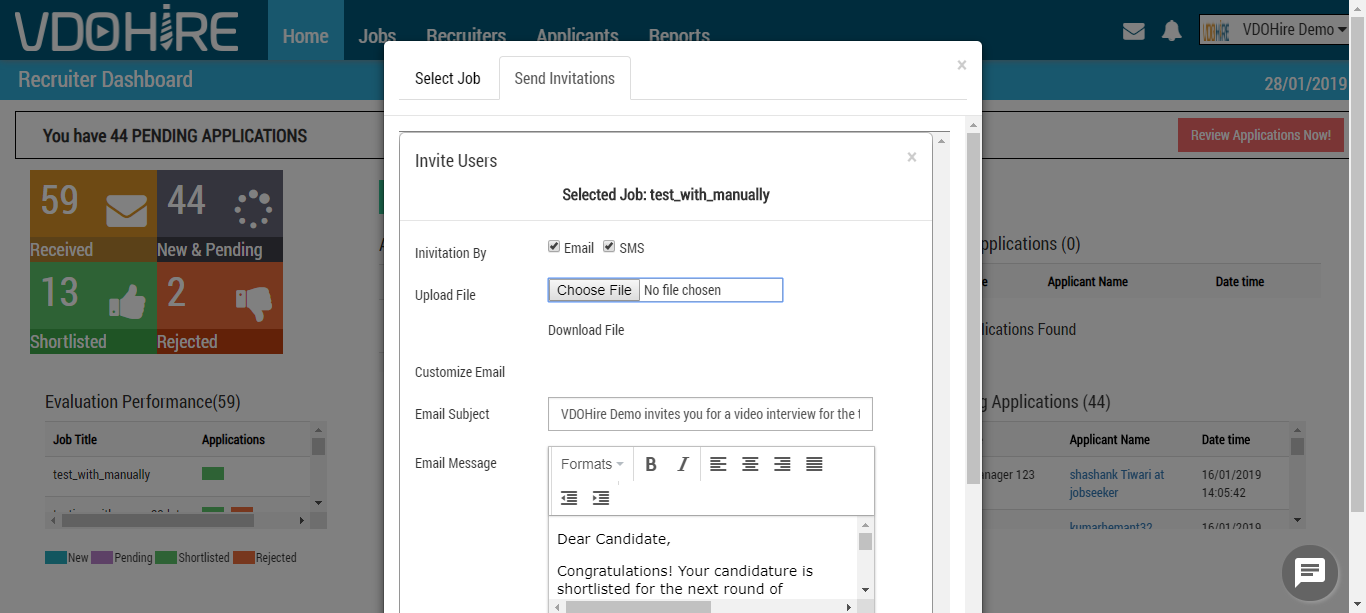 VDOHIRE
Home
Jobs
Recruiters
Applicants
Reports
VDOHIRE
VDOHire Demo
Recruiter Dashboard
28/01/2019
You have 44 PENDING APPLICATIONS
Review Applications Now!
59
Received
44
New & Pending
13
Shortlisted
2
Rejected
Evaluation Performance(59)
Job Title
Applications
test_with_manually
New
Pending
Shortlisted
Rejected
Select Job
Send Invitations
×
Invite Users
×
Selected Job: test_with_manually
Inivitation By
Email
SMS
Upload File
Choose File
No file chosen
Download File
Customize Email
Email Subject
VDOHire Demo invites you for a video interview for the t
Email Message
Formats
B
I
Dear Candidate,
Congratulations! Your candidature is
shortlisted for the next round of
pplications (0)
e
Applicant Name
Date time
lications Found
g Applications (44)
Applicant Name
Date time
anager 123
shashank Tiwari at
jobseeker
16/01/2019
14:05:42
kumarhemant32
16/01/2019